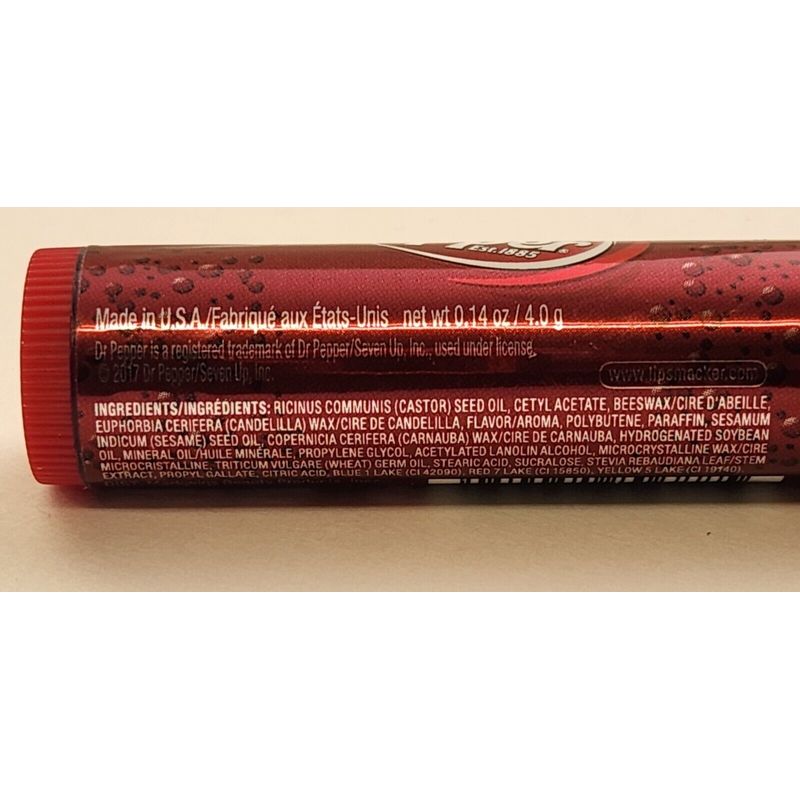 EST. 1885 ®
Made in U.S.A./Fabriqué aux États-Unis net wt 0.14 oz / 4.0 g
Dr Pepper is a registered trademark of Dr Pepper/Seven Up, Inc., used under license.
© 2017 Dr Pepper/Seven Up, Inc.
www.lipsmacker.com
INGREDIENTS/INGRÉDIENTS: RICINUS COMMUNIS (CASTOR) SEED OIL, CETYL ACETATE, BEESWAX/CIRE D'ABEILLE,
EUPHORBIA CERIFERA (CANDELILLA) WAX/CIRE DE CANDELILLA, FLAVOR/AROMA, POLYBUTENE, PARAFFIN, SESAMUM
INDICUM (SESAME) SEED OIL, COPERNICIA CERIFERA (CARNAUBA) WAX/CIRE DE CARNAUBA, HYDROGENATED SOYBEAN
OIL, MINERAL OIL/HUILE MINÉRALE, PROPYLENE GLYCOL, ACETYLATED LANOLIN ALCOHOL, MICROCRYSTALLINE WAX/CIRE
MICROCRISTALLINE, TRITICUM VULGARE (WHEAT) GERM OIL, STEARIC ACID, SUCRALOSE, STEVIA REBAUDIANA LEAF/STEM
EXTRACT, PROPYL GALLATE, CITRIC ACID, BLUE 1 LAKE (CI 42090), RED 7 LAKE (CI 15850), YELLOW 5 LAKE (CI 19140)